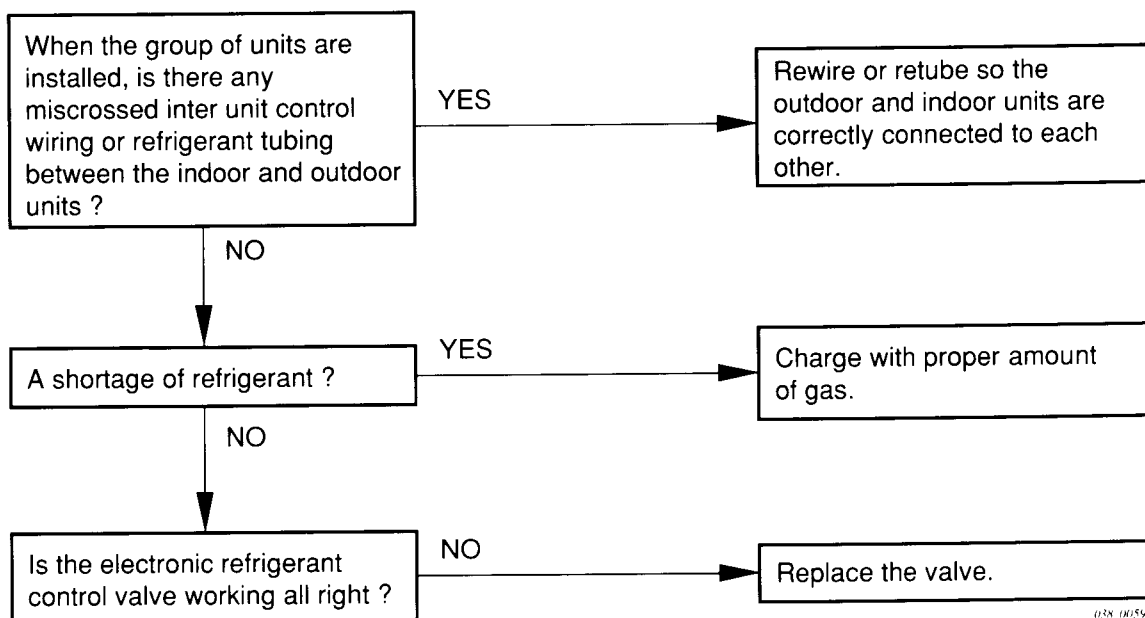 When the group of units are
installed, is there any
miscrossed inter unit control
wiring or refrigerant tubing
between the indoor and outdoor
units ?
YES
Rewire or retube so the
outdoor and indoor units are
correctly connected to each
other.
NO
A shortage of refrigerant ?
YES
Charge with proper amount
of gas.
NO
Is the electronic refrigerant
control valve working all right ?
NO
Replace the valve.
038 0059